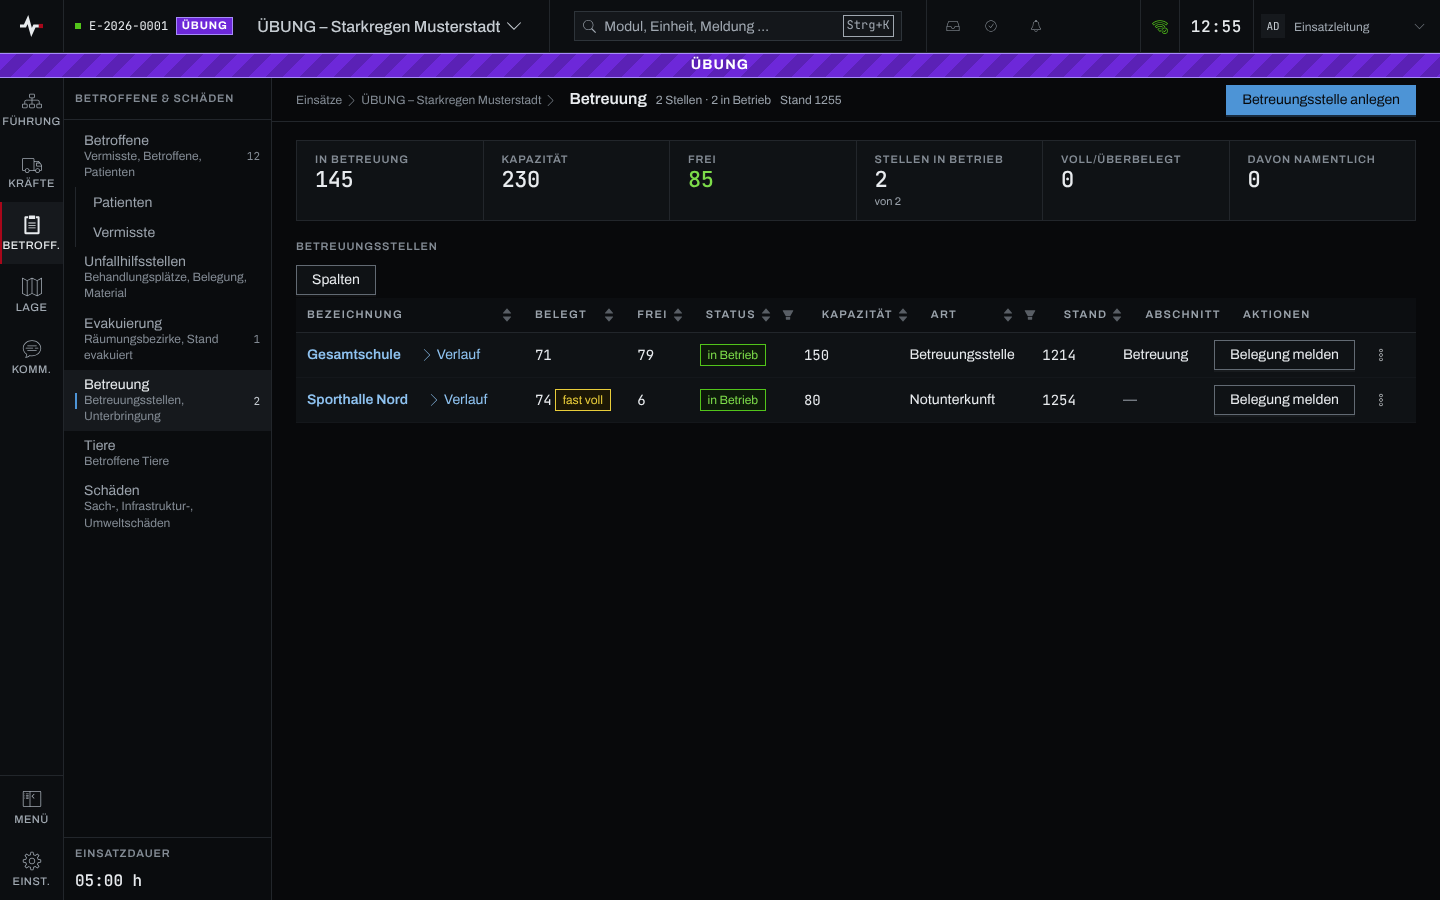 E-2026-0001 ÜBUNG ÜBUNG – Starkregen Musterstadt Modul, Einheit, Meldung ... Strg+K 12:55 AD Einsatzleitung
ÜBUNG
FÜHRUNG
KRÄFTE
BETROFF.
LAGE
KOMM.
MENÜ
EINST.
BETROFFENE & SCHÄDEN
Betroffene
Vermisste, Betroffene, 12
Patienten
Patienten
Vermisste
Unfallhilfsstellen
Behandlungsplätze, Belegung,
Material
Evakuierung
Räumungsbezirke, Stand 1
evakuiert
Betreuung
Betreuungsstellen, 2
Unterbringung
Tiere
Betroffene Tiere
Schäden
Sach-, Infrastruktur-,
Umweltschäden
EINSATZDAUER
05:00 h
Einsätze ÜBUNG – Starkregen Musterstadt Betreuung 2 Stellen · 2 in Betrieb Stand 1255 Betreuungsstelle anlegen
IN BETREUUNG KAPAZITÄT FREI STELLEN IN BETRIEB VOLL/ÜBERBELEGT DAVON NAMENTLICH
145 230 85 2 0 0
von 2
BETREUUNGSSTELLEN
Spalten
BEZEICHNUNG BELEGT FREI STATUS KAPAZITÄT ART STAND ABSCHNITT AKTIONEN
Gesamtschule Verlauf 71 79 in Betrieb 150 Betreuungsstelle 1214 Betreuung Belegung melden
Sporthalle Nord Verlauf 74 fast voll 6 in Betrieb 80 Notunterkunft 1254 — Belegung melden